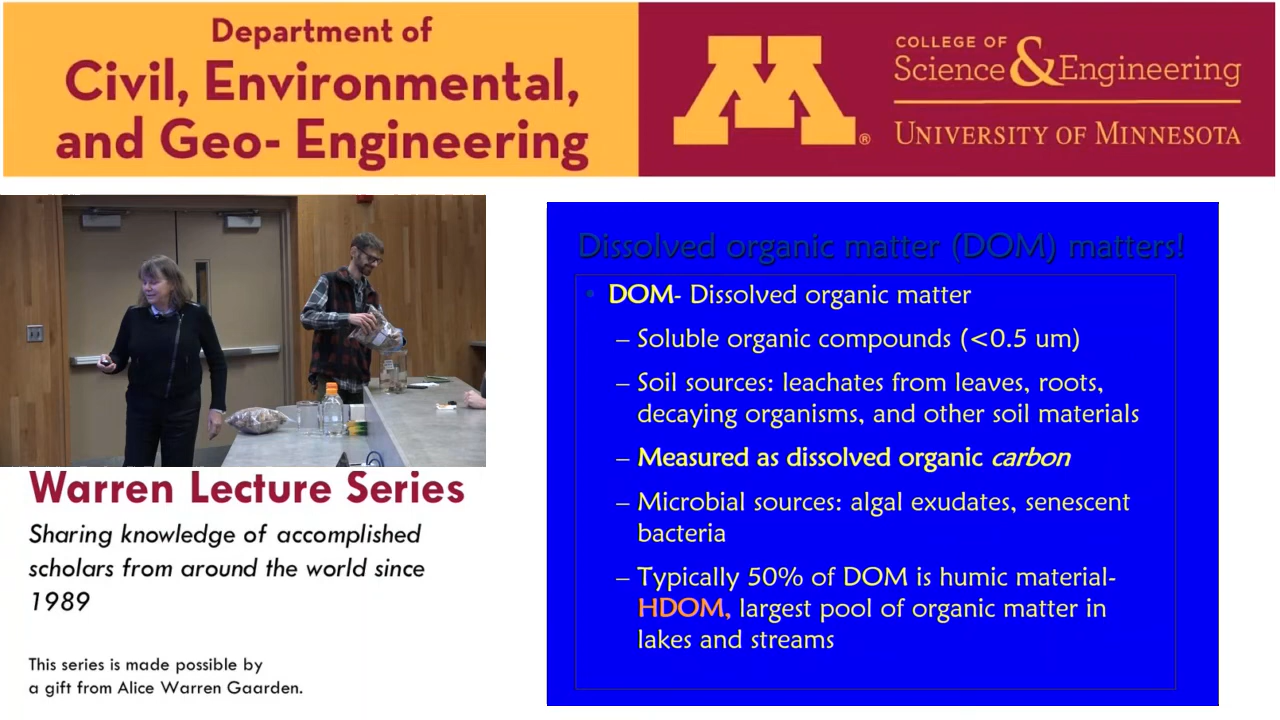 Department of
Civil, Environmental,
and Geo- Engineering
M®
COLLEGE OF
Science & Engineering
UNIVERSITY OF MINNESOTA
Warren Lecture Series
Sharing knowledge of accomplished
scholars from around the world since
1989
This series is made possible by
a gift from Alice Warren Gaarden.
Dissolved organic matter (DOM) matters!
• DOM- Dissolved organic matter
– Soluble organic compounds (<0.5 um)
– Soil sources: leachates from leaves, roots,
decaying organisms, and other soil materials
– Measured as dissolved organic carbon
– Microbial sources: algal exudates, senescent
bacteria
– Typically 50% of DOM is humic material-
HDOM, largest pool of organic matter in
lakes and streams